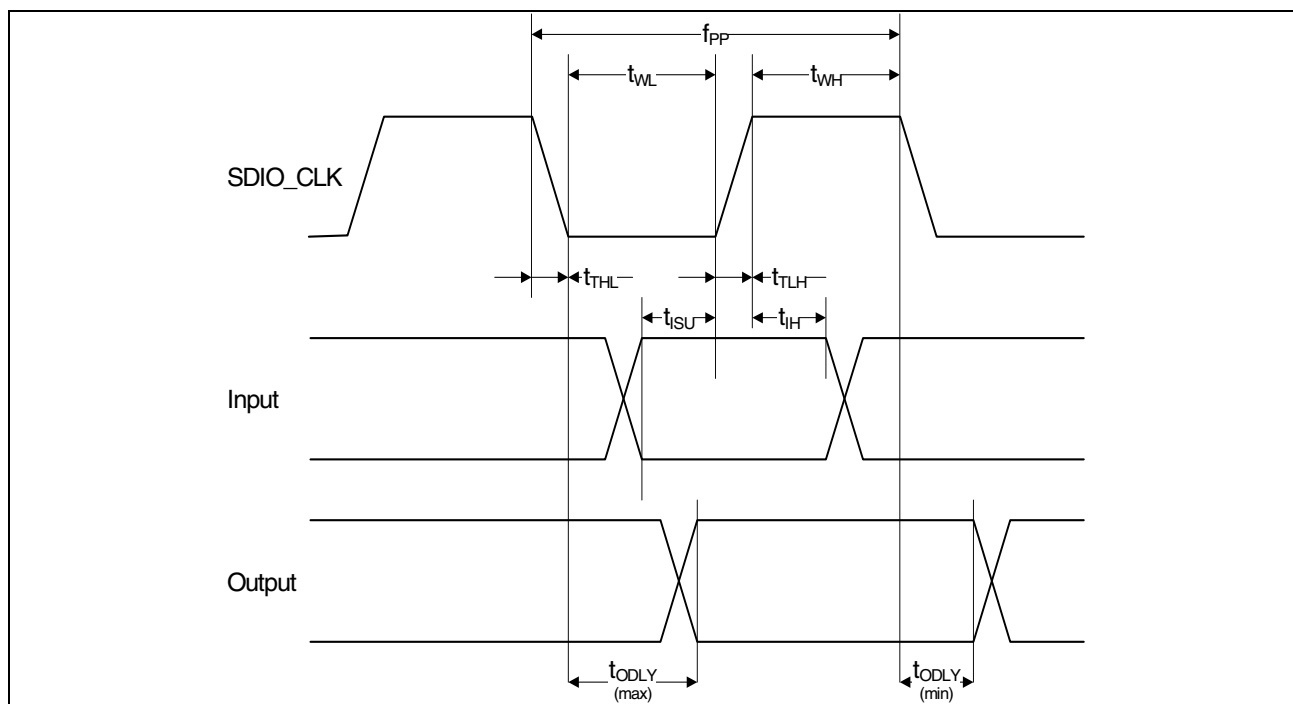 fPP
tWL
tWH
SDIO_CLK
tTHL
tTLH
tISU
tIH
Input
Output
tODLY
(max)
tODLY
(min)